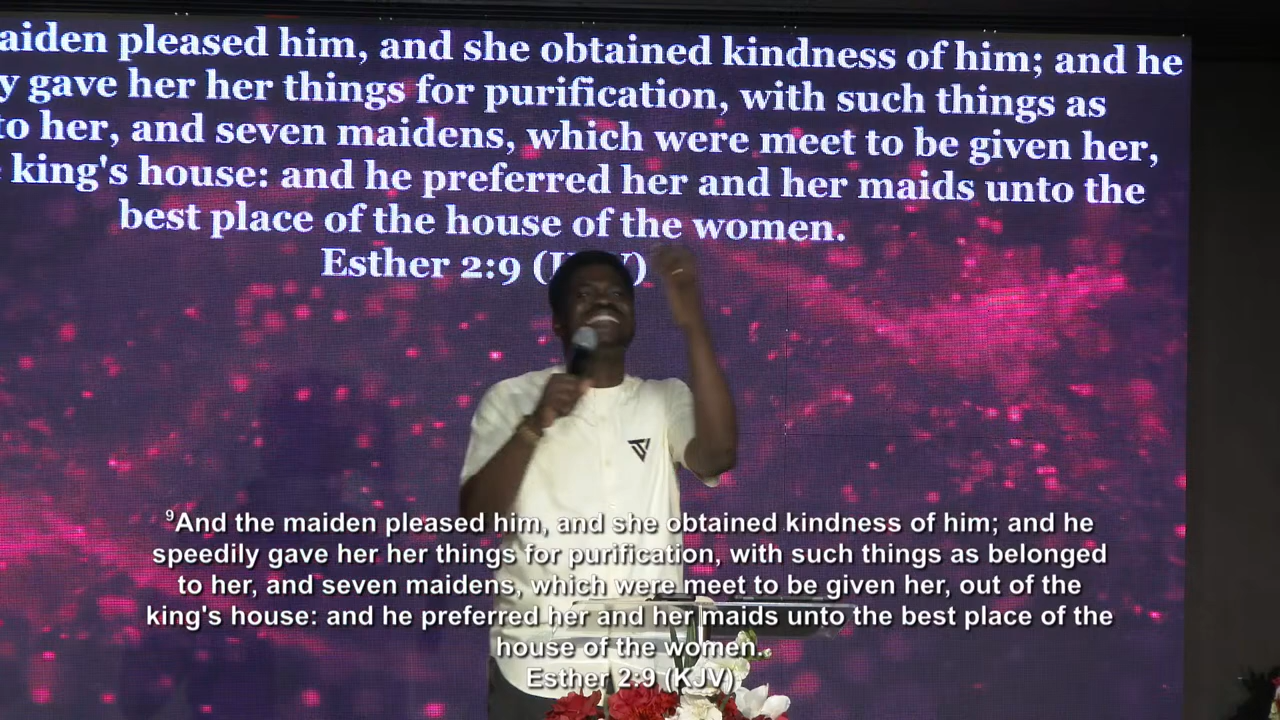 aiden pleased him, and she obtained kindness of him; and he
y gave her her things for purification, with such things as
to her, and seven maidens, which were meet to be given her,
king's house: and he preferred her and her maids unto the
best place of the house of the women.
Esther 2:9 (KJV)
⁹And the maiden pleased him, and she obtained kindness of him; and he
speedily gave her her things for purification, with such things as belonged
to her, and seven maidens, which were meet to be given her, out of the
king's house: and he preferred her and her maids unto the best place of the
house of the women.
Esther 2:9 (KJV)